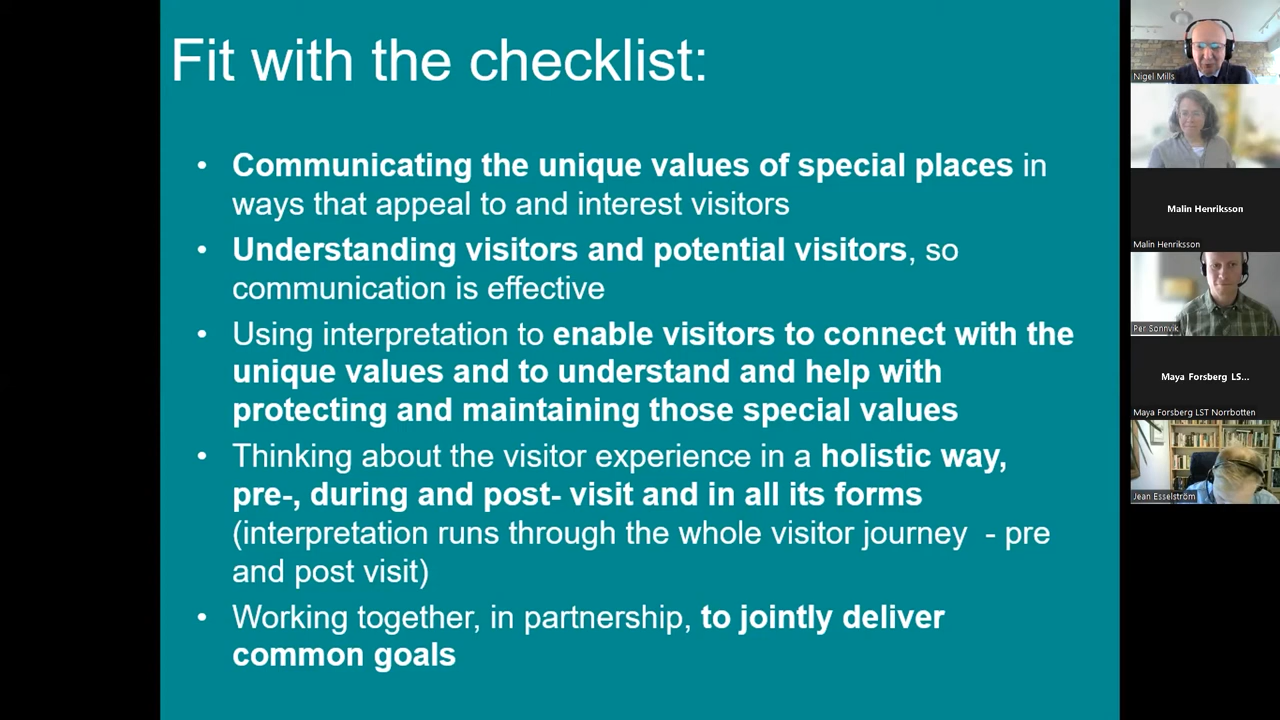 Fit with the checklist:
• Communicating the unique values of special places in
ways that appeal to and interest visitors
• Understanding visitors and potential visitors, so
communication is effective
• Using interpretation to enable visitors to connect with the
unique values and to understand and help with
protecting and maintaining those special values
• Thinking about the visitor experience in a holistic way,
pre-, during and post- visit and in all its forms
(interpretation runs through the whole visitor journey - pre
and post visit)
• Working together, in partnership, to jointly deliver
common goals
Nigel Mills
Malin Henriksson
Malin Henriksson
Per Sonnvik
Maya Forsberg LS...
Maya Forsberg LST Norrbotten
Jean Esselström